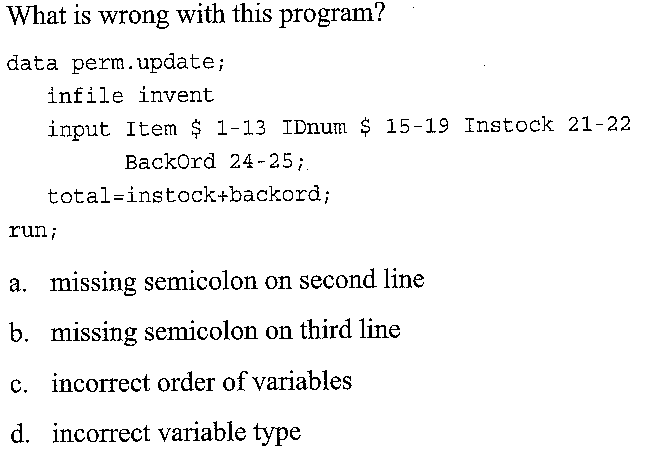 What is wrong with this program?
data perm.update;
infile invent
input Item $ 1-13 IDnum $ 15-19 Instock 21-22
BackOrd 24-25;
total=instock+backord;
run;
a. missing semicolon on second line
b. missing semicolon on third line
c. incorrect order of variables
d. incorrect variable type